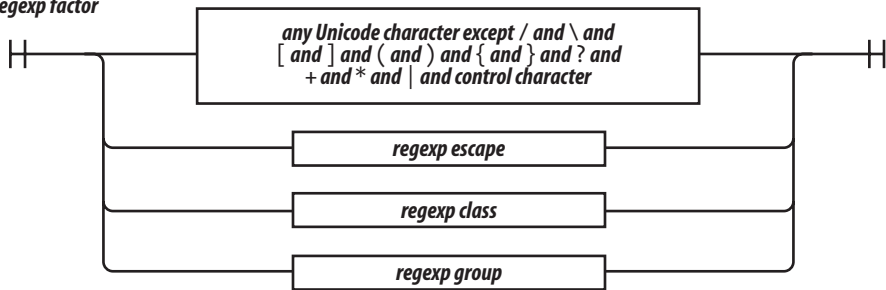 egexp factor
any Unicode character except / and \ and
[ and ] and ( and ) and { and } and ? and
+ and * and | and control character
regexp escape
regexp class
regexp group